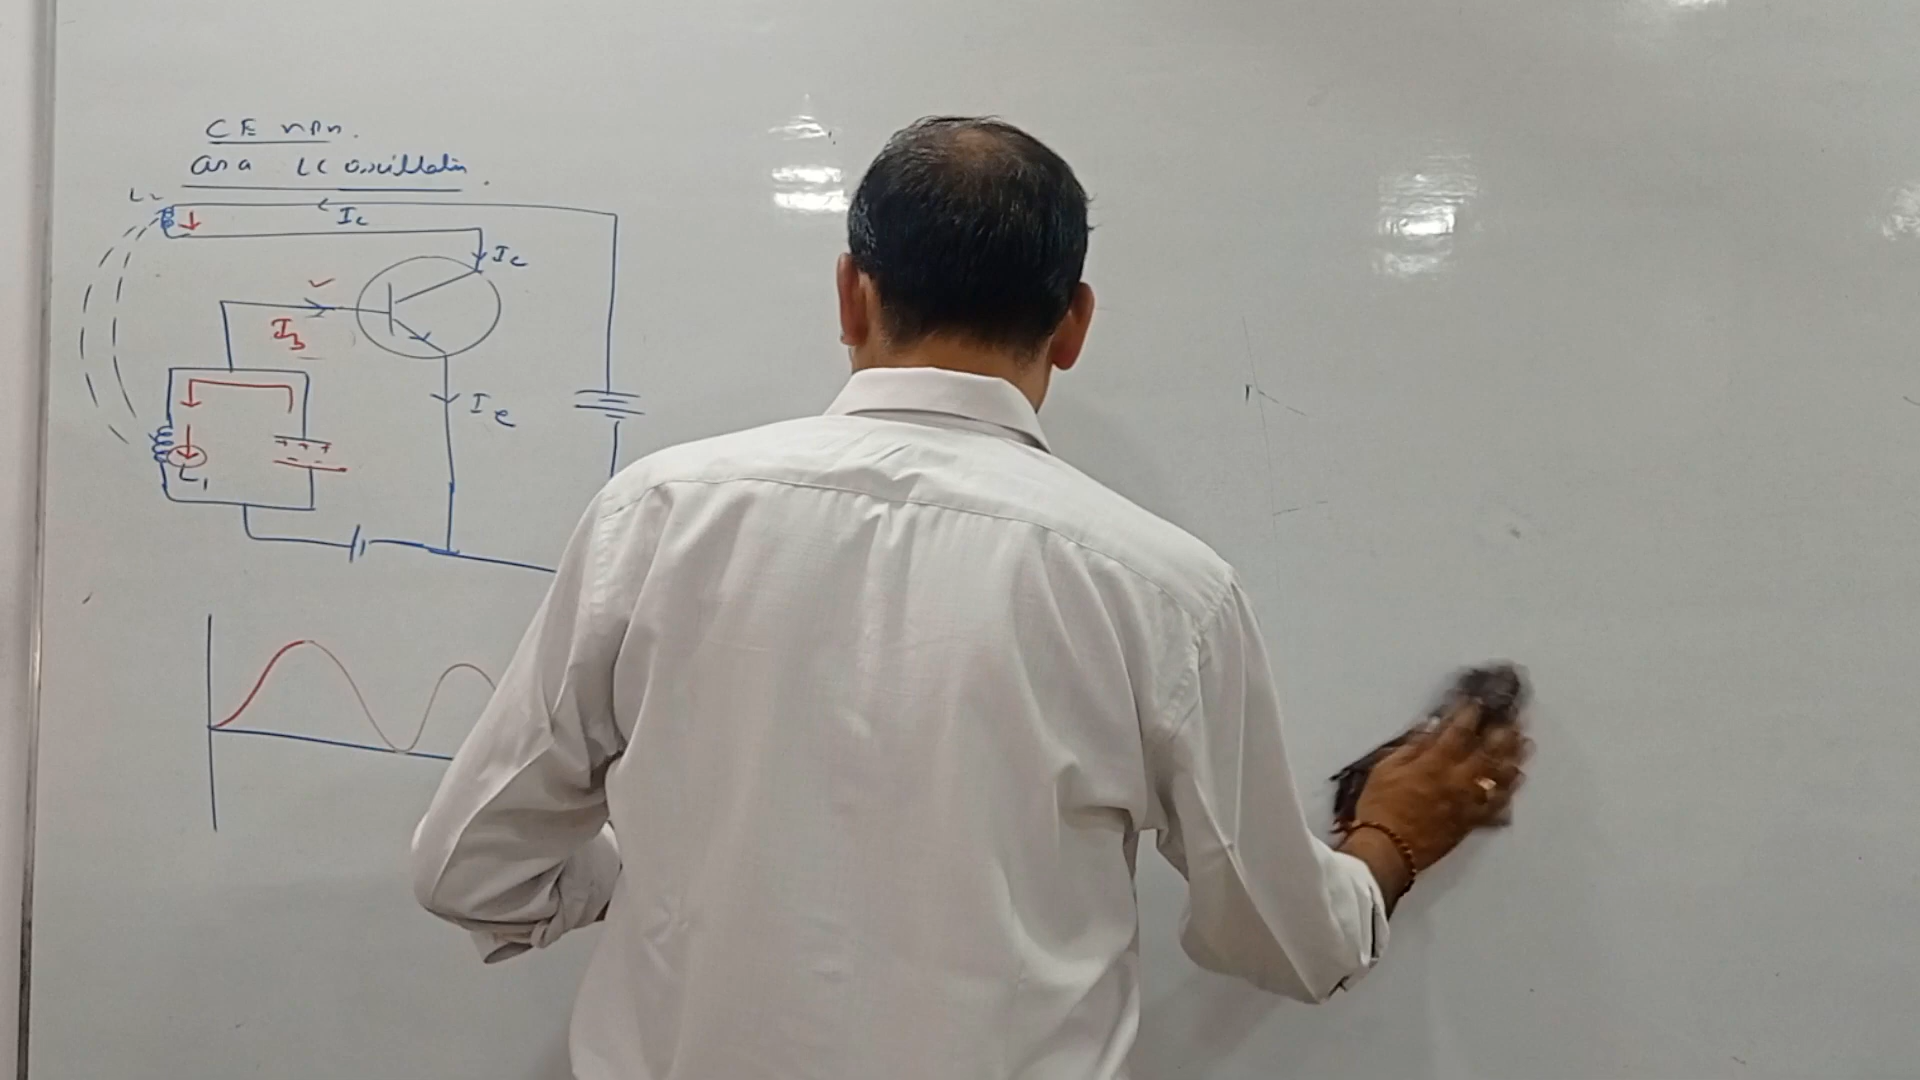 CE npn.
as a LC oscillator.
L2
Ic
Ic
IB
Ie
L1